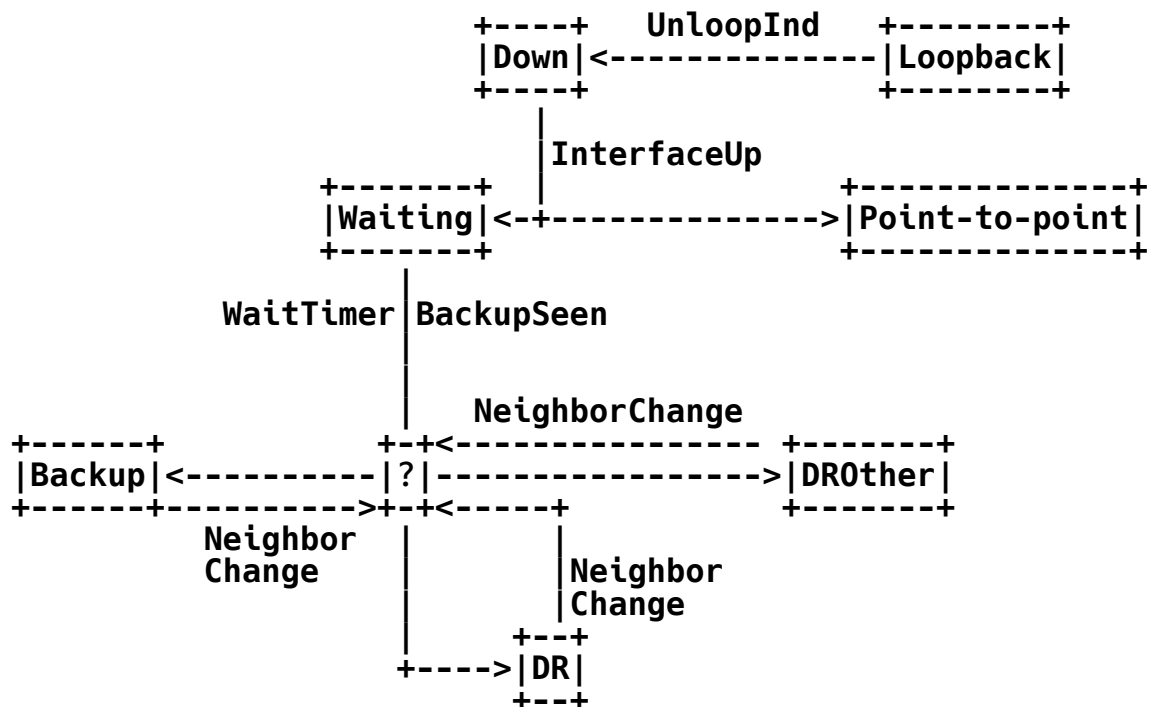 UnloopInd
Down
Loopback
InterfaceUp
Waiting
Point-to-point
WaitTimer
BackupSeen
NeighborChange
Backup
?
DROther
Neighbor
Change
Neighbor
Change
DR